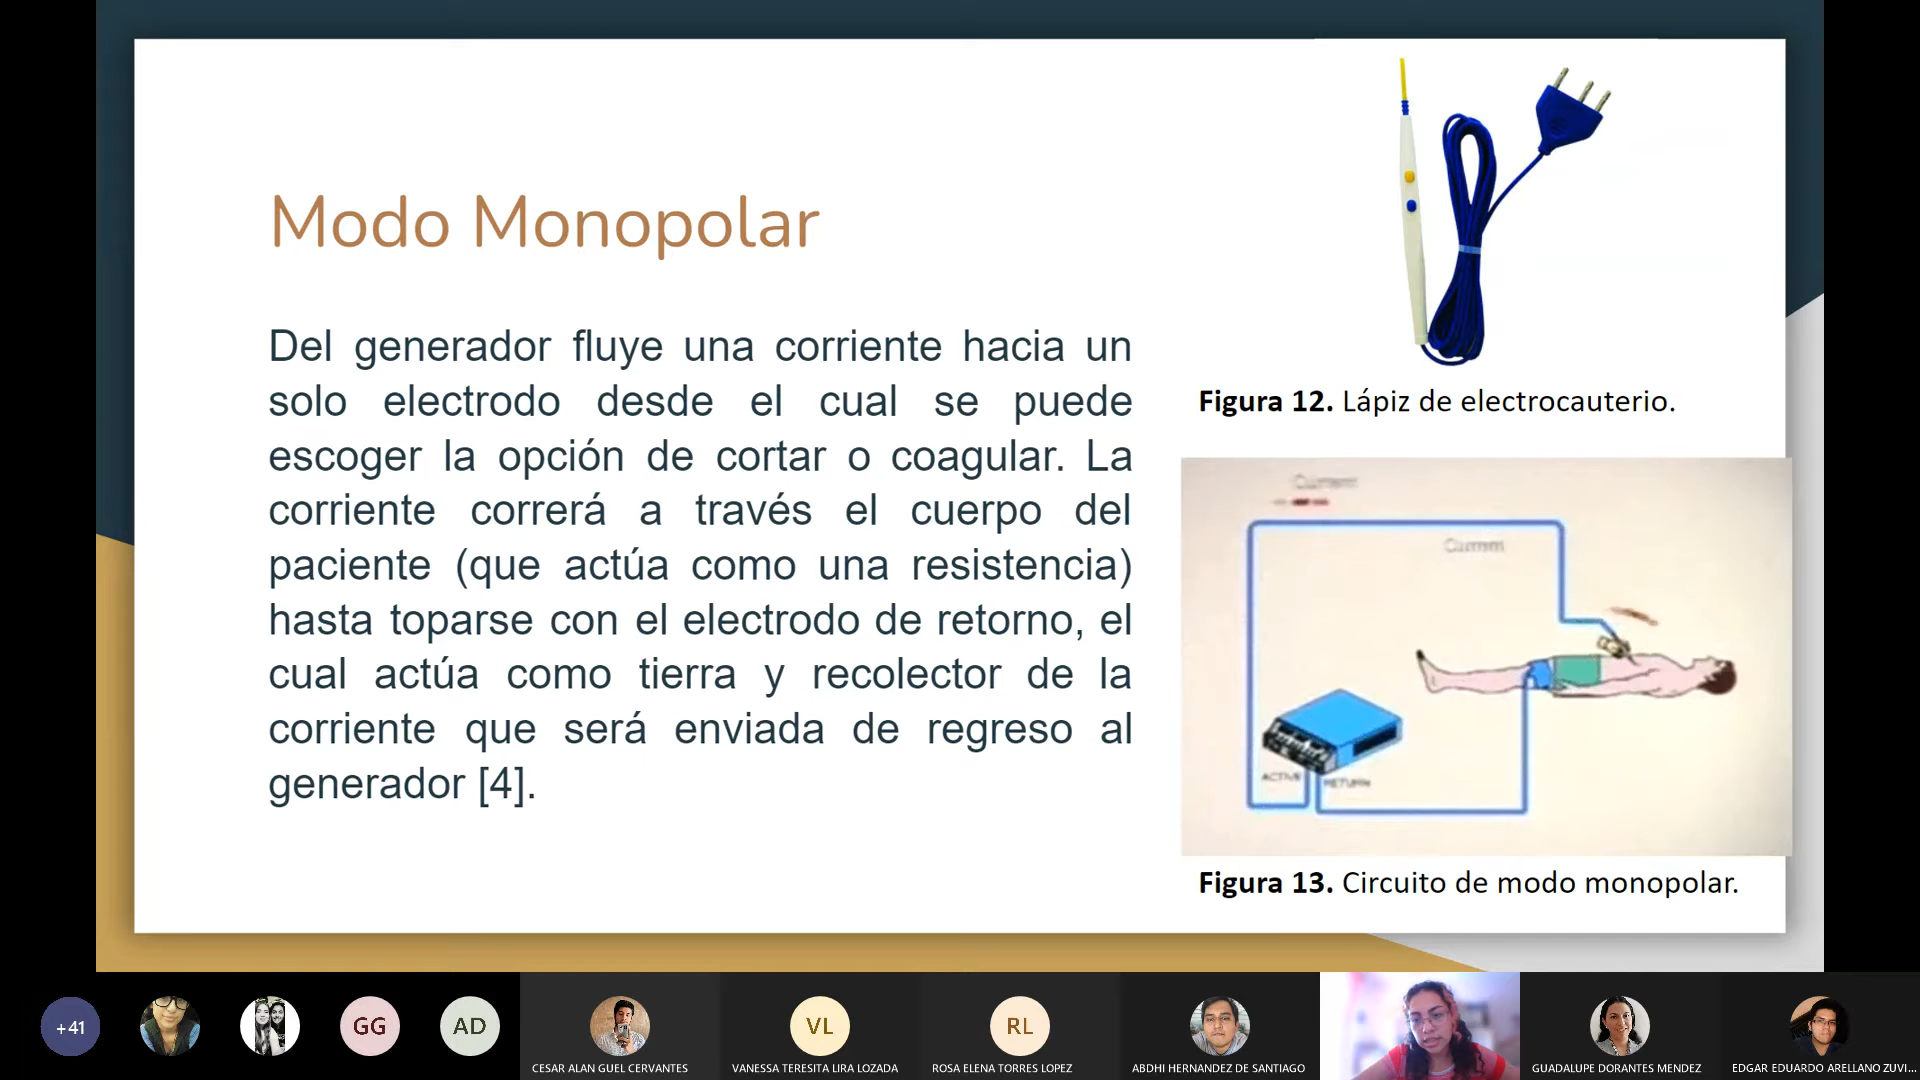 Modo Monopolar
Del generador fluye una corriente hacia un
solo electrodo desde el cual se puede
escoger la opción de cortar o coagular. La
corriente correrá a través el cuerpo del
paciente (que actúa como una resistencia)
hasta toparse con el electrodo de retorno, el
cual actúa como tierra y recolector de la
corriente que será enviada de regreso al
generador [4].
Figura 12. Lápiz de electrocauterio.
Current
ACTIVE
RETURN
Figura 13. Circuito de modo monopolar.
+41
GG
AD
CESAR ALAN GUEL CERVANTES
VL
VANESSA TERESITA LIRA LOZADA
RL
ROSA ELENA TORRES LOPEZ
ABDHI HERNANDEZ DE SANTIAGO
GUADALUPE DORANTES MENDEZ
EDGAR EDUARDO ARELLANO ZUVI...